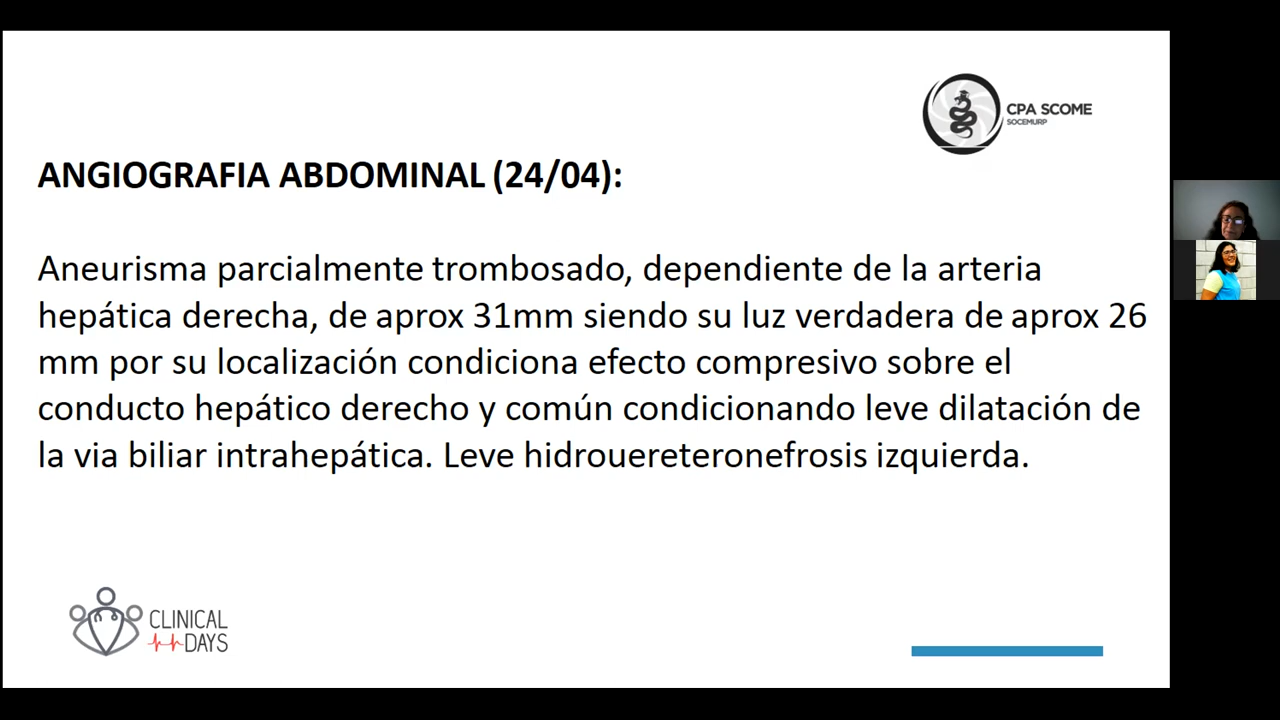 CPA SCOME
SOCEMURP
ANGIOGRAFIA ABDOMINAL (24/04):
Aneurisma parcialmente trombosado, dependiente de la arteria
hepática derecha, de aprox 31mm siendo su luz verdadera de aprox 26
mm por su localización condiciona efecto compresivo sobre el
conducto hepático derecho y común condicionando leve dilatación de
la via biliar intrahepática. Leve hidrouereteronefrosis izquierda.
CLINICAL
DAYS